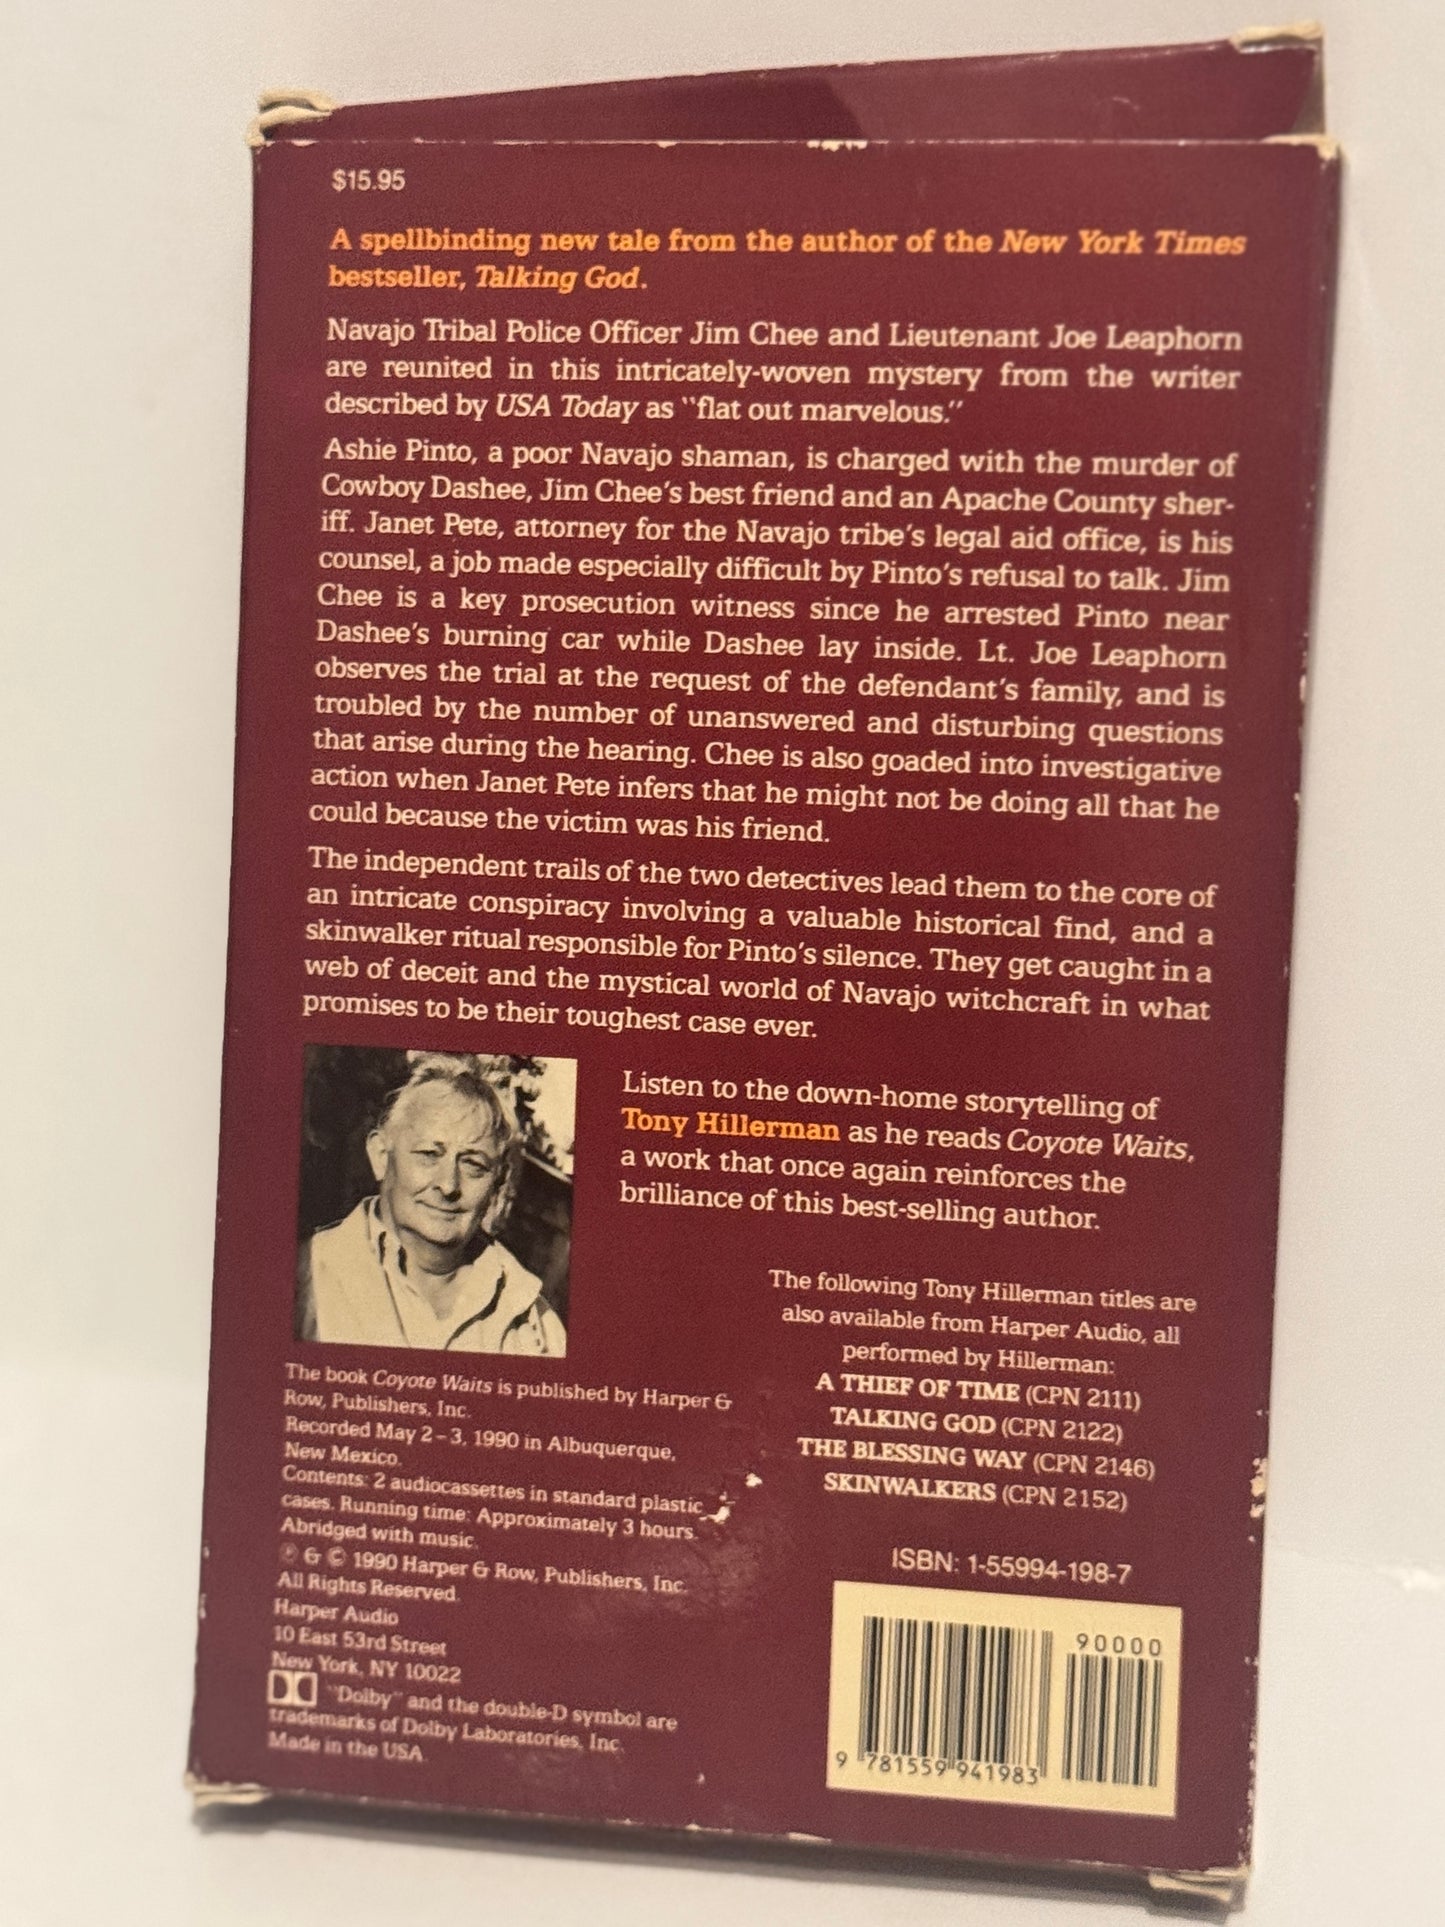 $15.95
A spellbinding new tale from the author of the New York Times
bestseller, Talking God.
Navajo Tribal Police Officer Jim Chee and Lieutenant Joe Leaphorn
are reunited in this intricately-woven mystery from the writer
described by USA Today as "flat out marvelous."
Ashie Pinto, a poor Navajo shaman, is charged with the murder of
Cowboy Dashee, Jim Chee's best friend and an Apache County sher-
iff. Janet Pete, attorney for the Navajo tribe's legal aid office, is his
counsel, a job made especially difficult by Pinto's refusal to talk. Jim
Chee is a key prosecution witness since he arrested Pinto near
Dashee's burning car while Dashee lay inside. Lt. Joe Leaphorn
observes the trial at the request of the defendant's family, and is
troubled by the number of unanswered and disturbing questions
that arise during the hearing. Chee is also goaded into investigative
action when Janet Pete infers that he might not be doing all that he
could because the victim was his friend.
The independent trails of the two detectives lead them to the core of
an intricate conspiracy involving a valuable historical find, and a
skinwalker ritual responsible for Pinto's silence. They get caught in a
web of deceit and the mystical world of Navajo witchcraft in what
promises to be their toughest case ever.
Listen to the down-home storytelling of
Tony Hillerman as he reads Coyote Waits,
a work that once again reinforces the
brilliance of this best-selling author.
The following Tony Hillerman titles are
also available from Harper Audio, all
performed by Hillerman:
A THIEF OF TIME (CPN 2111)
TALKING GOD (CPN 2122)
THE BLESSING WAY (CPN 2146)
SKINWALKERS (CPN 2152)
The book Coyote Waits is published by Harper &
Row, Publishers, Inc.
Recorded May 2-3, 1990 in Albuquerque,
New Mexico.
Contents: 2 audiocassettes in standard plastic
cases. Running time: Approximately 3 hours.
Abridged with music.
℗ & © 1990 Harper & Row, Publishers, Inc.
All Rights Reserved.
Harper Audio
10 East 53rd Street
New York, NY 10022
"Dolby" and the double-D symbol are
trademarks of Dolby Laboratories, Inc.
Made in the USA
ISBN: 1-55994-198-7
90000
9 781559 941983